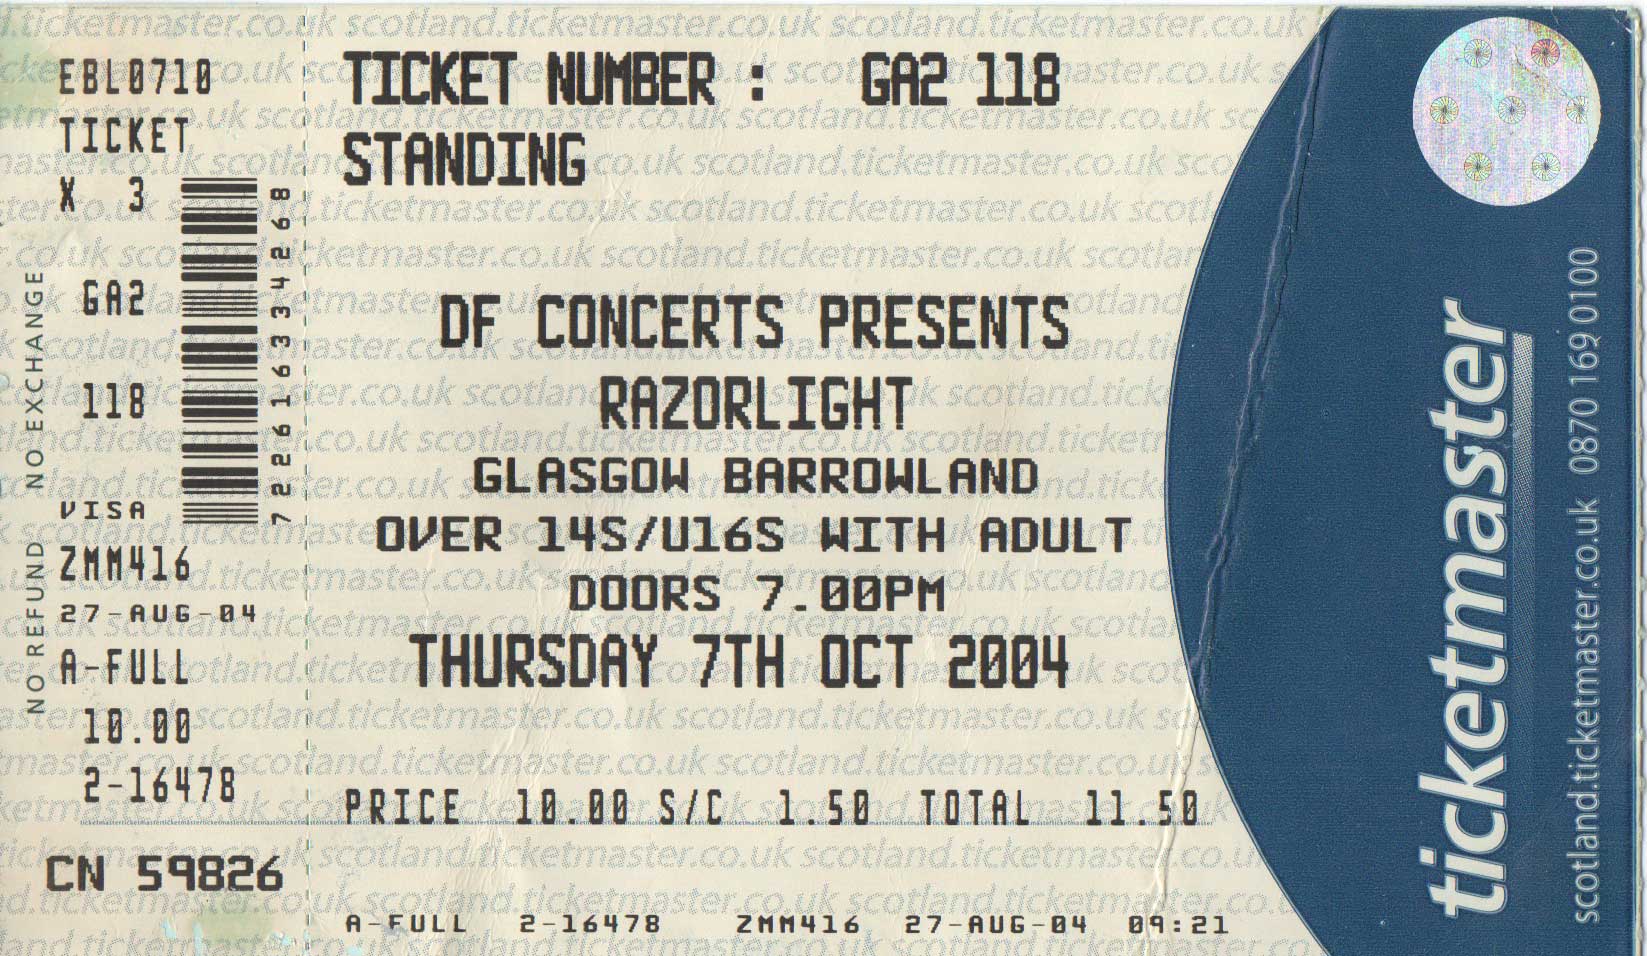 EBL0710
TICKET
X 3
GA2
118
VISA
ZMM416
27-AUG-04
A-FULL
10.00
2-16478
CN 59826
NO REFUND NO EXCHANGE
7222616334268
TICKET NUMBER : GA2 118
STANDING
DF CONCERTS PRESENTS
RAZORLIGHT
GLASGOW BARROWLAND
OVER 14S/U16S WITH ADULT
DOORS 7.00PM
THURSDAY 7TH OCT 2004
PRICE 10.00 S/C 1.50 TOTAL 11.50
A-FULL 2-16478 ZMM416 27-AUG-04 09:21
ticketmaster
scotland.ticketmaster.co.uk 0870 169 0100